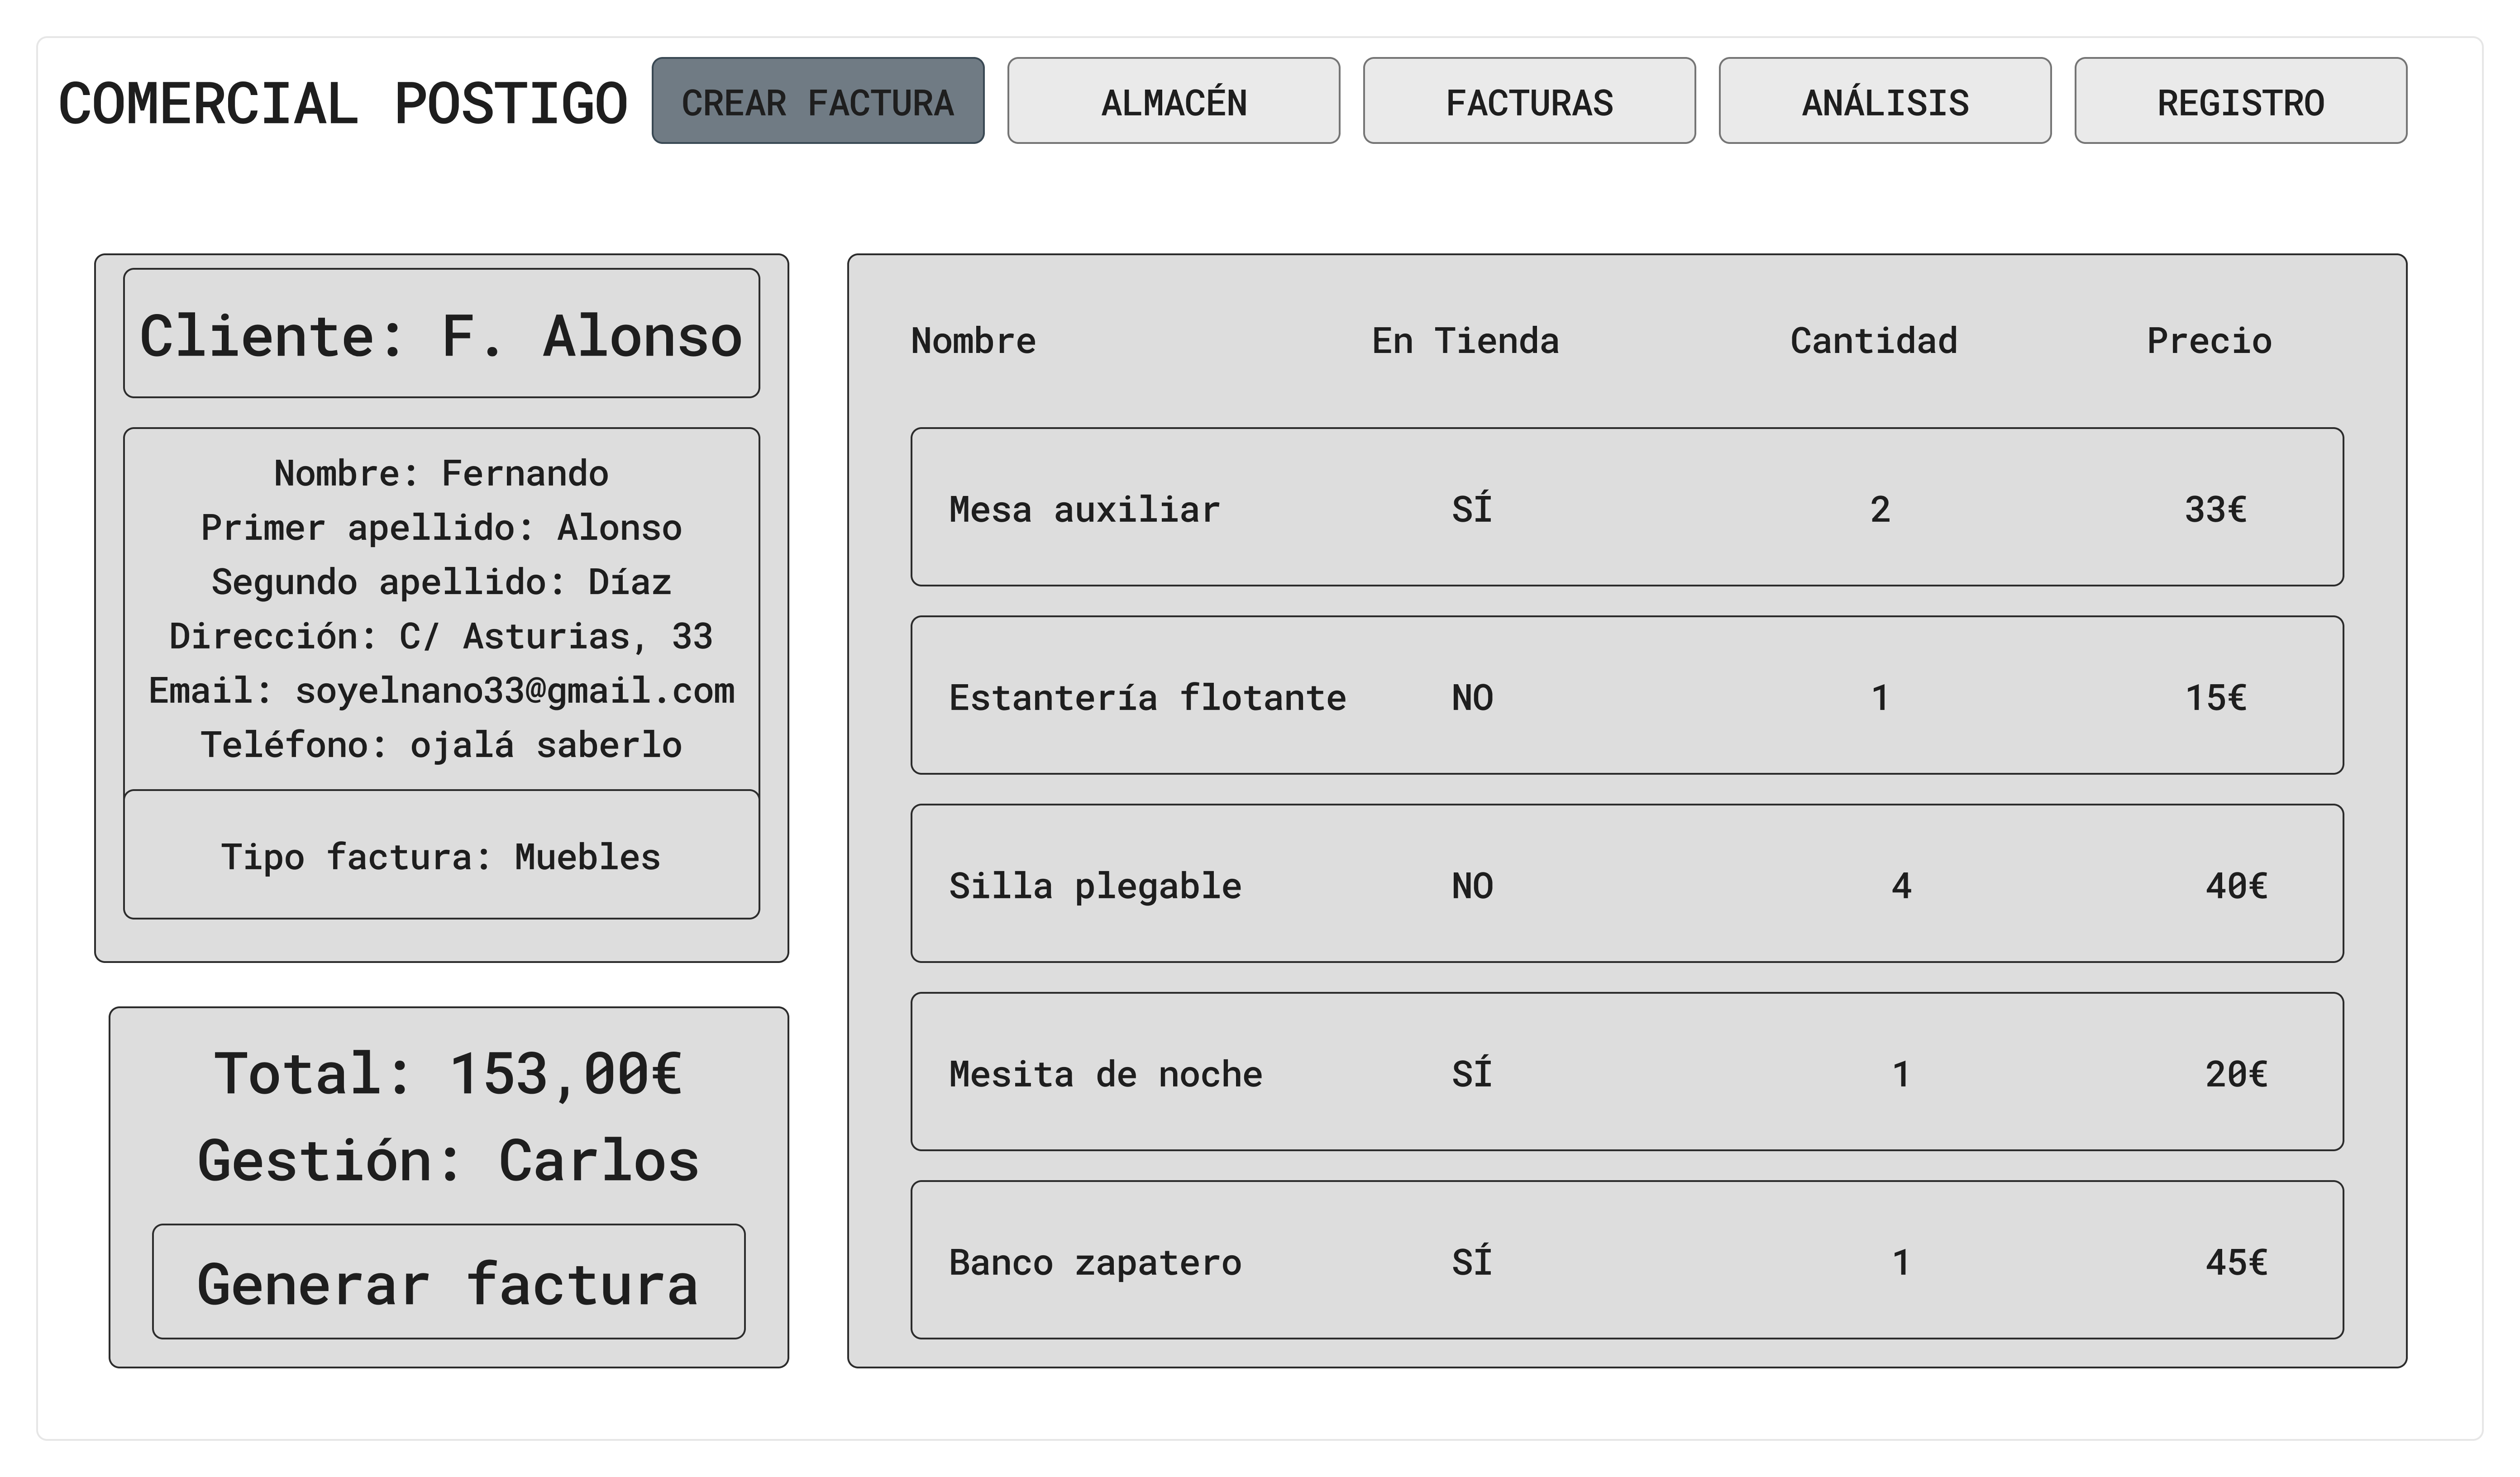 COMERCIAL POSTIGO CREAR FACTURA ALMACÉN FACTURAS ANÁLISIS REGISTRO
Cliente: F. Alonso
Nombre: Fernando
Primer apellido: Alonso
Segundo apellido: Díaz
Dirección: C/ Asturias, 33
Email: soyelnano33@gmail.com
Teléfono: ojalá saberlo
Tipo factura: Muebles
Total: 153,00€
Gestión: Carlos
Generar factura
Nombre En Tienda Cantidad Precio
Mesa auxiliar SÍ 2 33€
Estantería flotante NO 1 15€
Silla plegable NO 4 40€
Mesita de noche SÍ 1 20€
Banco zapatero SÍ 1 45€